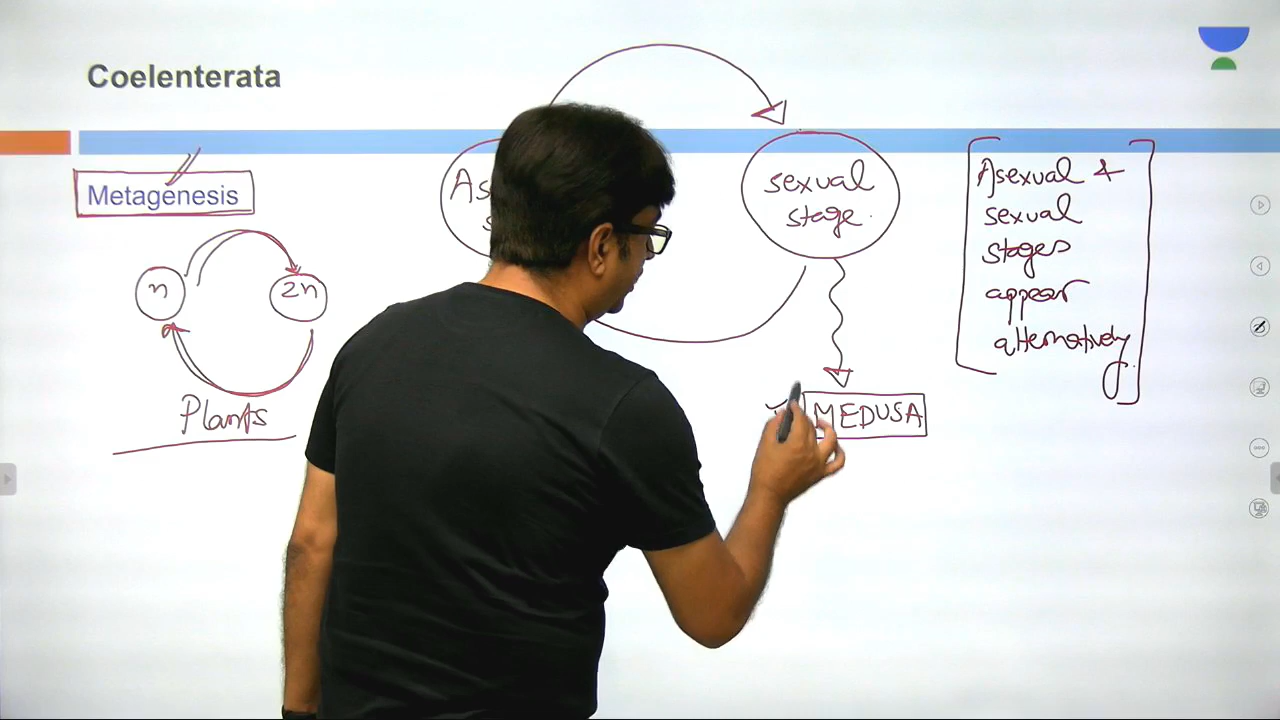 Coelenterata
Metagenesis
n
2n
Plants
sexual
stage.
MEDUSA
Asexual &
sexual
stages
appear
alternatively